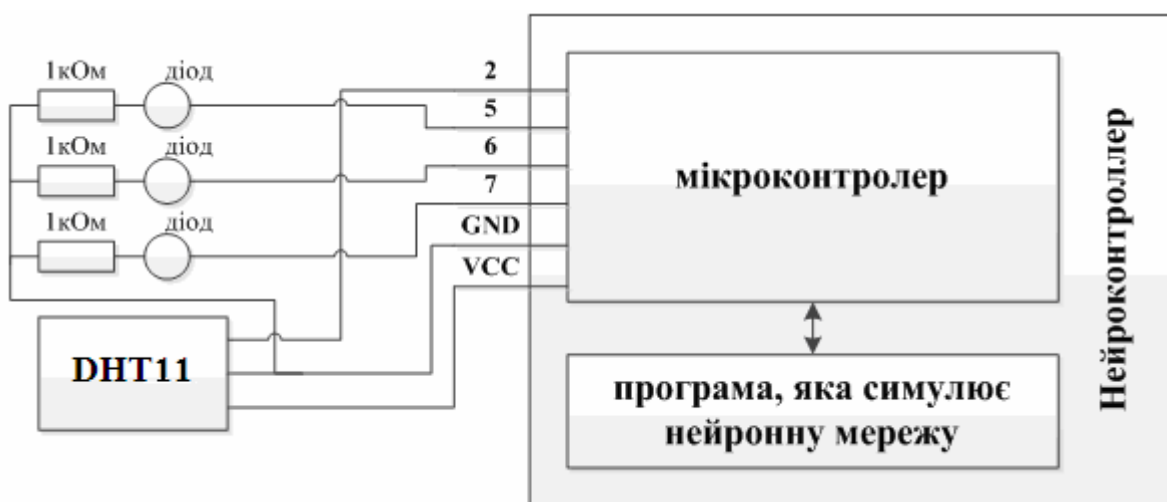 1кОм
діод
1кОм
діод
1кОм
діод
2
5
6
7
GND
VCC
DHT11
мікроконтролер
програма, яка симулює
нейронну мережу
Нейроконтроллер